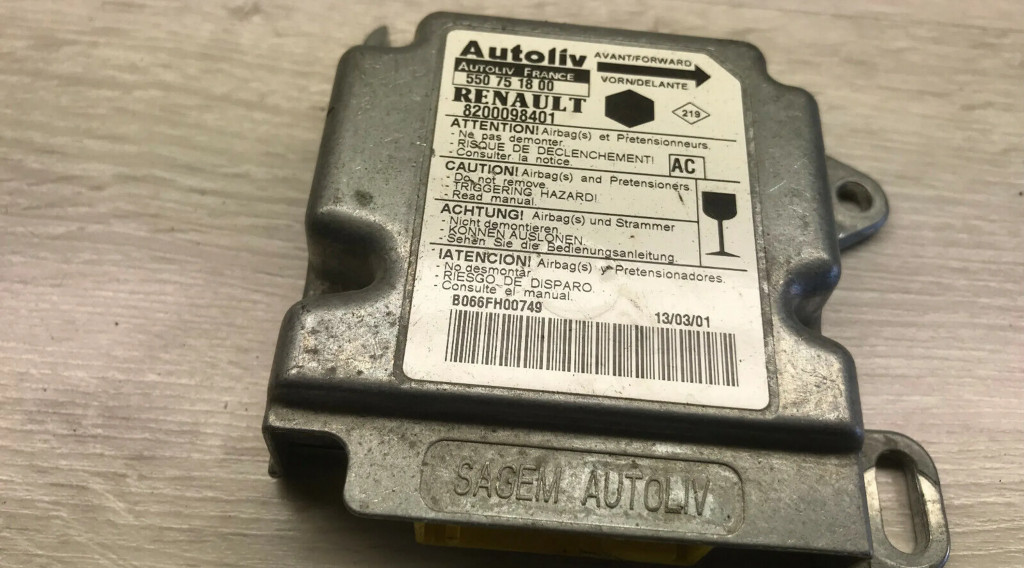 Autoliv
AUTOLIV FRANCE
550 75 18 00
RENAULT
8200098401
AVANT/FORWARD
VORN/DELANTE
219
ATTENTION! Airbag(s) et Pretensionneurs.
- Ne pas demonter.
- RISQUE DE DECLENCHEMENT!
- Consulter la notice.
AC
CAUTION! Airbag(s) and Pretensioners.
- Do not remove.
- TRIGGERING HAZARD!
- Read manual.
ACHTUNG! Airbag(s) und Strammer
- Nicht demontieren.
- KONNEN AUSLONEN.
- Sehen Sie die Bedienungsanleitung.
!ATENCION! Airbag(s) y Pretensionadores.
- No desmontar.
- RIESGO DE DISPARO.
- Consulte el manual.
B066FH00749
13/03/01
SAGEM AUTOLIV